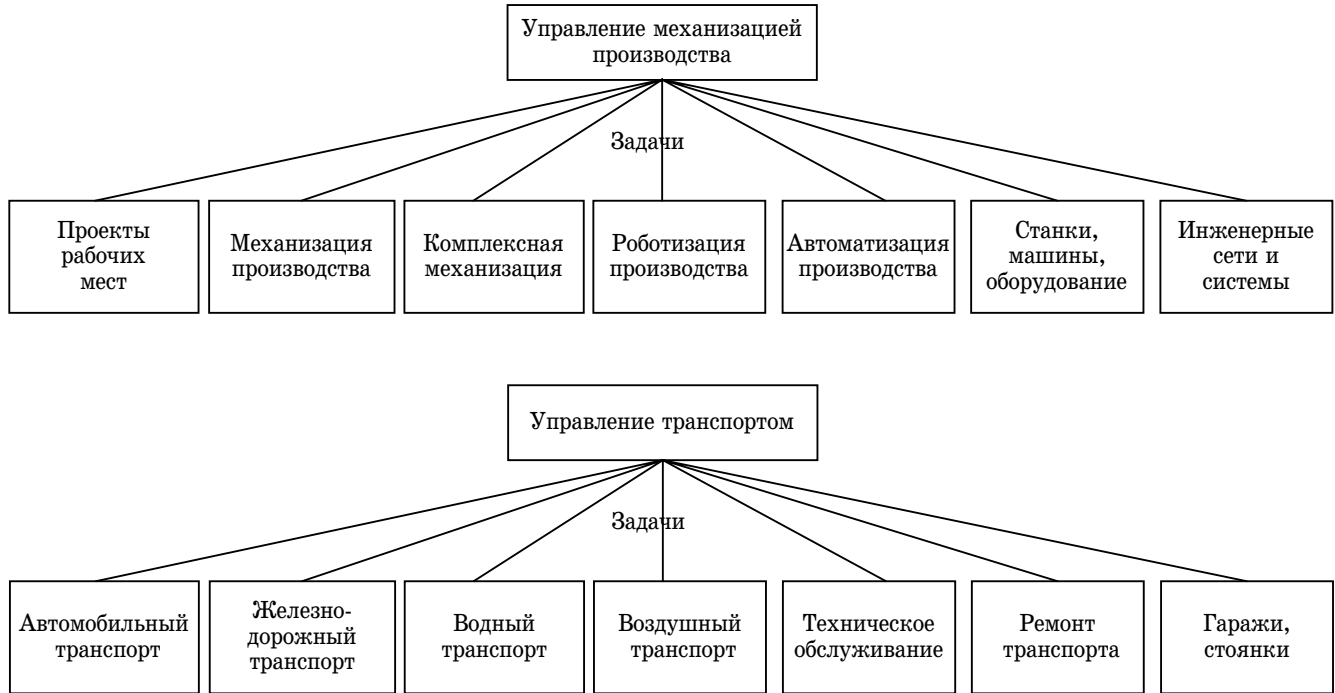 Управление механизацией
производства
Задачи
Проекты
рабочих
мест
Механизация
производства
Комплексная
механизация
Роботизация
производства
Автоматизация
производства
Станки,
машины,
оборудование
Инженерные
сети и
системы
Управление транспортом
Задачи
Автомобильный
транспорт
Железно-
дорожный
транспорт
Водный
транспорт
Воздушный
транспорт
Техническое
обслуживание
Ремонт
транспорта
Гаражи,
стоянки